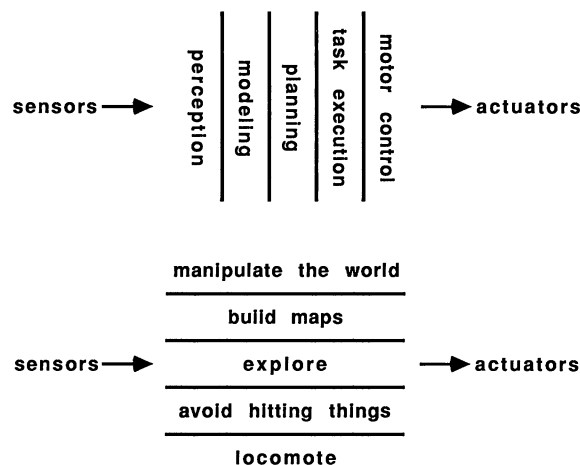 sensors
perception
modeling
planning
task execution
motor control
actuators
manipulate the world
build maps
sensors
explore
actuators
avoid hitting things
locomote